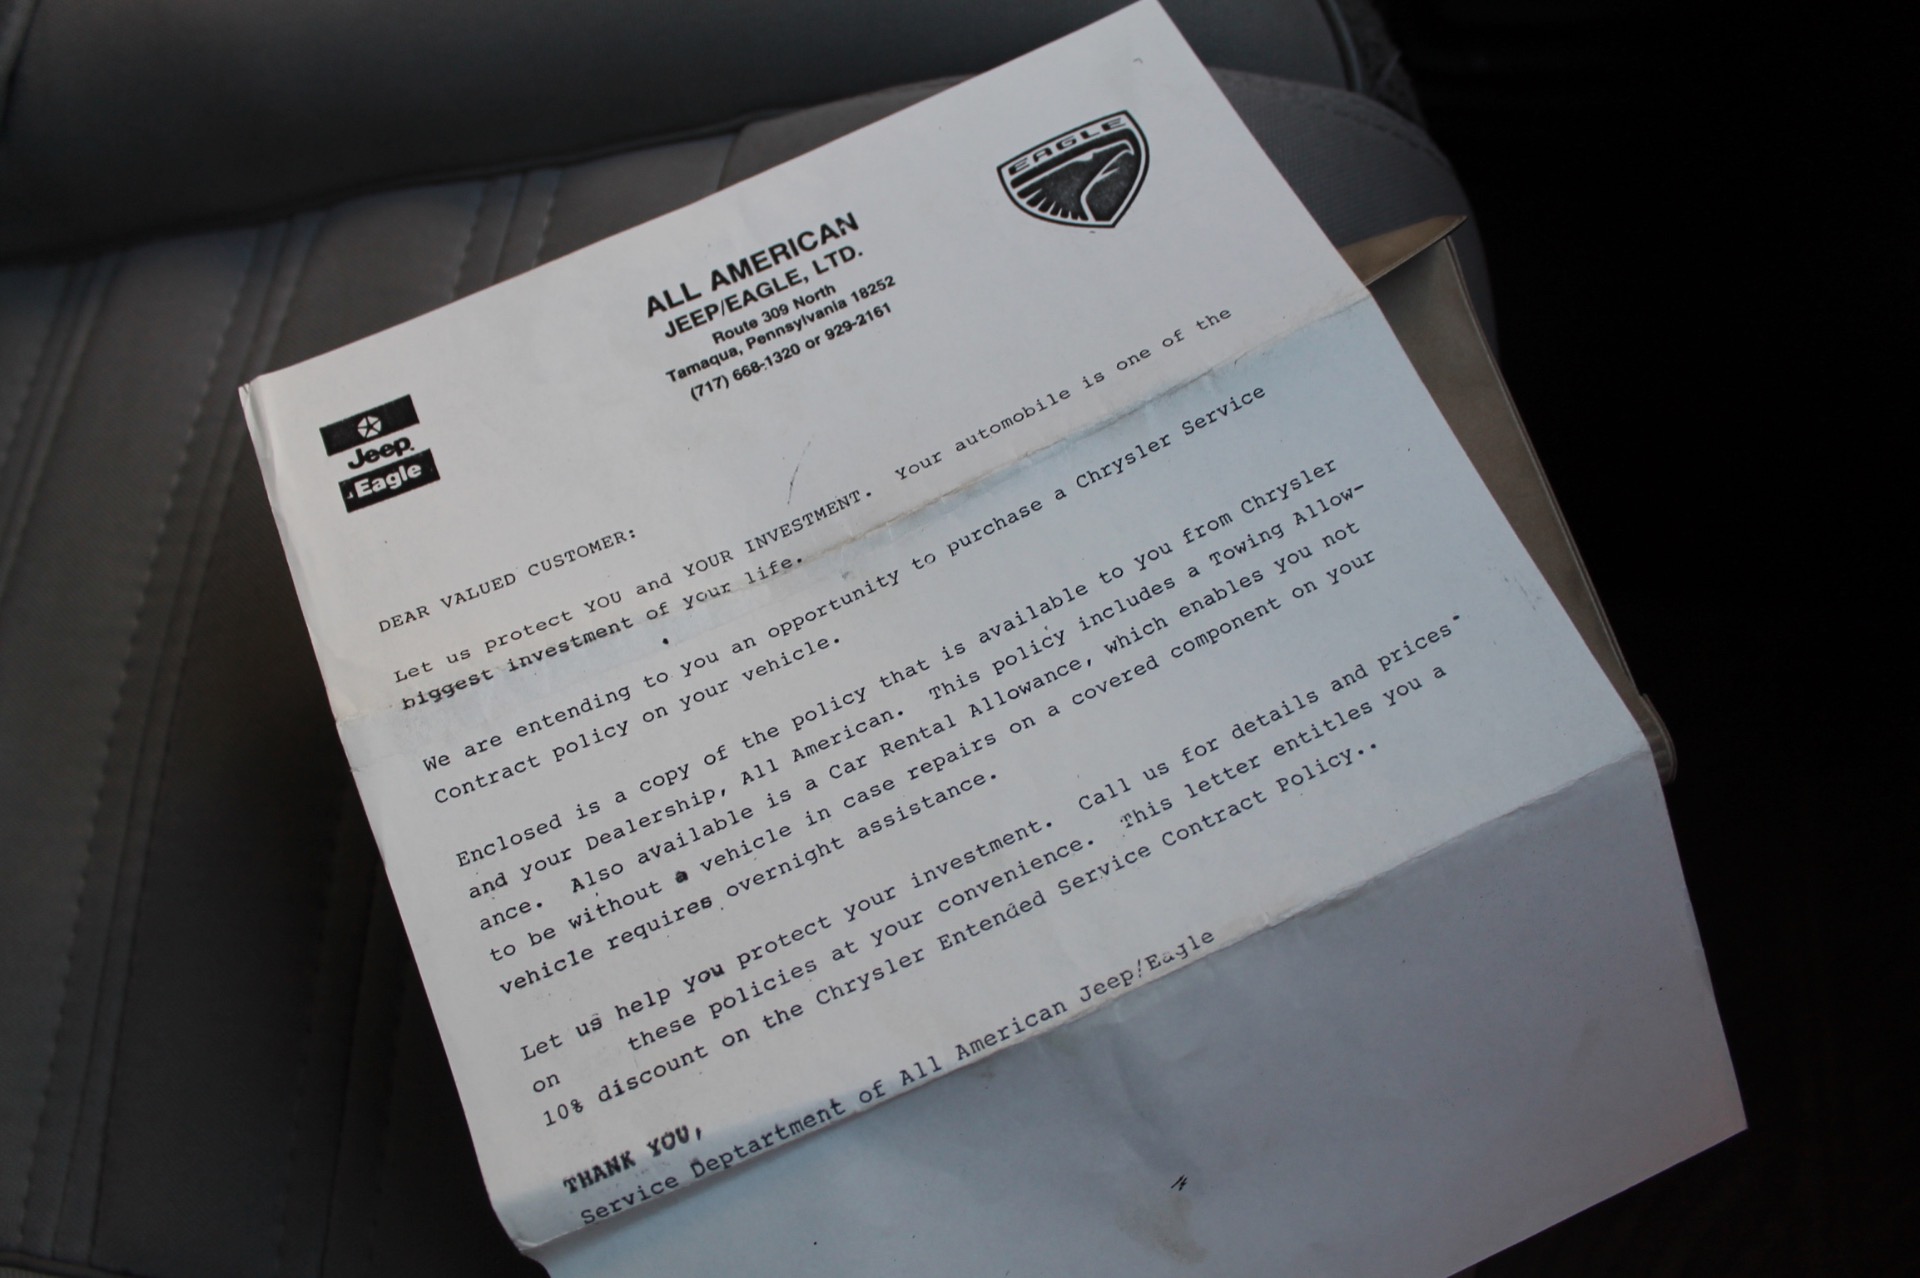 EAGLE
ALL AMERICAN
JEEP/EAGLE, LTD.
Route 309 North
Tamaqua, Pennsylvania 18252
(717) 668-1320 or 929-2161
Jeep
Eagle
DEAR VALUED CUSTOMER:
Let us protect YOU and YOUR INVESTMENT. Your automobile is one of the
biggest investment of your life.
We are entending to you an opportunity to purchase a Chrysler Service
Contract policy on your vehicle.
Enclosed is a copy of the policy that is available to you from Chrysler
and your Dealership, All American. This policy includes a Towing Allow-
ance. Also available is a Car Rental Allowance, which enables you not
to be without a vehicle in case repairs on a covered component on your
vehicle requires overnight assistance.
Let us help you protect your investment. Call us for details and prices
on these policies at your convenience. This letter entitles you a
10% discount on the Chrysler Entended Service Contract Policy..
THANK YOU,
Service Deptartment of All American Jeep/Eagle